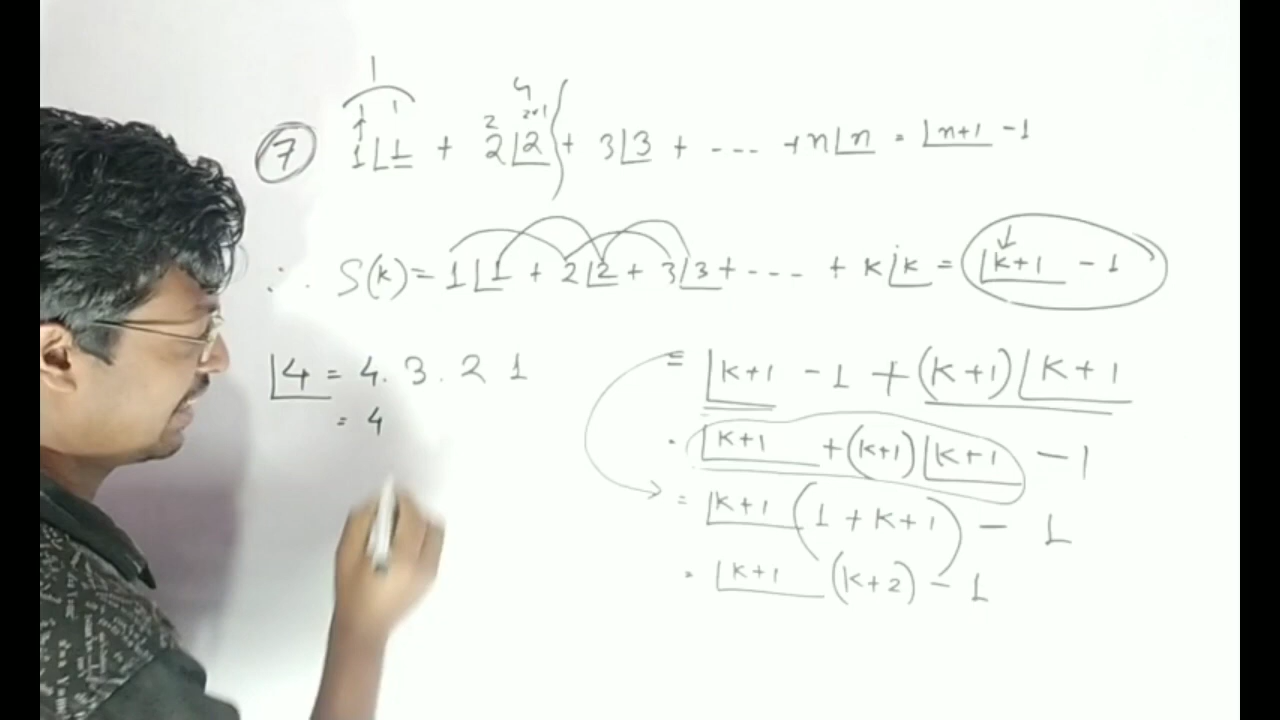 1
1 1 2 4 2×1
⑦ 1⌊1 + 2⌊2 + 3⌊3 + ... + n⌊n = ⌊n+1 - 1
∴ S(k) = 1⌊1 + 2⌊2 + 3⌊3 + ---- + k⌊k = ⌊k+1 - 1
⌊4 = 4. 3. 2 1
= 4
= ⌊k+1 - 1 + (k+1)⌊k+1
= ⌊k+1 + (k+1)⌊k+1 - 1
= ⌊k+1 (1 + k+1) - 1
= ⌊k+1 (k+2) - 1